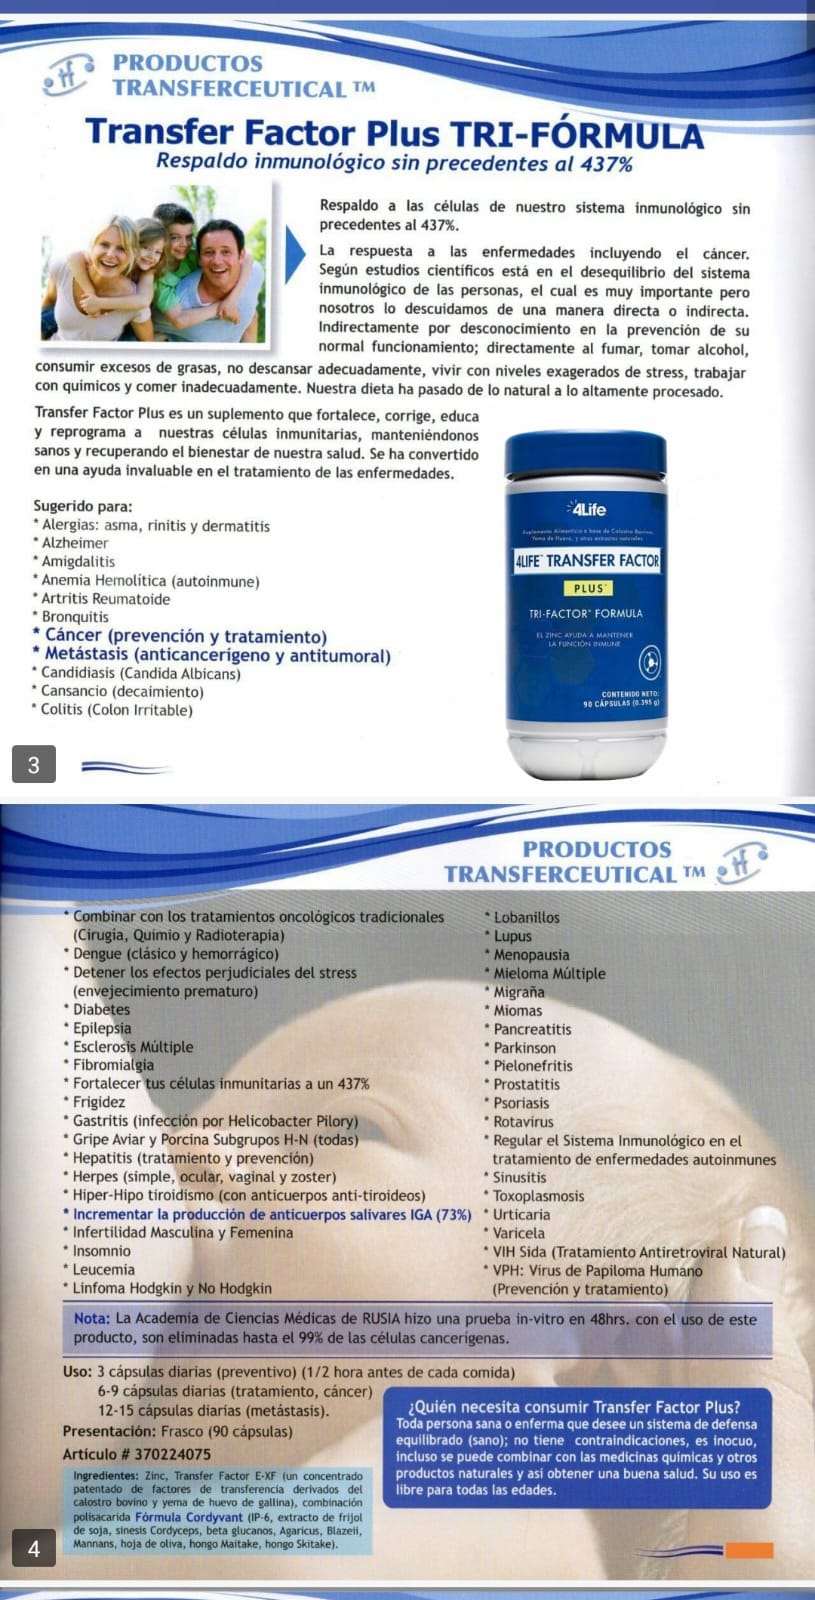 PRODUCTOS
TRANSFERCEUTICAL ™
Transfer Factor Plus TRI-FÓRMULA
Respaldo inmunológico sin precedentes al 437%
Respaldo a las células de nuestro sistema inmunológico sin
precedentes al 437%.
La respuesta a las enfermedades incluyendo el cáncer.
Según estudios científicos está en el desequilibrio del sistema
inmunológico de las personas, el cual es muy importante pero
nosotros lo descuidamos de una manera directa o indirecta.
Indirectamente por desconocimiento en la prevención de su
normal funcionamiento; directamente al fumar, tomar alcohol,
consumir excesos de grasas, no descansar adecuadamente, vivir con niveles exagerados de stress, trabajar
con químicos y comer inadecuadamente. Nuestra dieta ha pasado de lo natural a lo altamente procesado.
Transfer Factor Plus es un suplemento que fortalece, corrige, educa
y reprograma a nuestras células inmunitarias, manteniéndonos
sanos y recuperando el bienestar de nuestra salud. Se ha convertido
en una ayuda invaluable en el tratamiento de las enfermedades.
Sugerido para:
* Alergias: asma, rinitis y dermatitis
* Alzheimer
* Amigdalitis
* Anemia Hemolítica (autoinmune)
* Artritis Reumatoide
* Bronquitis
* Cáncer (prevención y tratamiento)
* Metástasis (anticancerígeno y antitumoral)
* Candidiasis (Candida Albicans)
* Cansancio (decaimiento)
* Colitis (Colon Irritable)
4Life
Suplemento Alimenticio a base de Calostro Bovino,
Yema de Huevo, y otros extractos naturales
4LIFE™ TRANSFER FACTOR
PLUS™
TRI-FACTOR® FORMULA
EL ZINC AYUDA A MANTENER
LA FUNCIÓN INMUNE
CONTENIDO NETO:
90 CÁPSULAS (0.395 g)
3
PRODUCTOS
TRANSFERCEUTICAL ™
* Combinar con los tratamientos oncológicos tradicionales
(Cirugía, Quimio y Radioterapia)
* Dengue (clásico y hemorrágico)
* Detener los efectos perjudiciales del stress
(envejecimiento prematuro)
* Diabetes
* Epilepsia
* Esclerosis Múltiple
* Fibromialgia
* Fortalecer tus células inmunitarias a un 437%
* Frigidez
* Gastritis (infección por Helicobacter Pilory)
* Gripe Aviar y Porcina Subgrupos H-N (todas)
* Hepatitis (tratamiento y prevención)
* Herpes (simple, ocular, vaginal y zoster)
* Hiper-Hipo tiroidismo (con anticuerpos anti-tiroideos)
* Incrementar la producción de anticuerpos salivares IGA (73%)
* Infertilidad Masculina y Femenina
* Insomnio
* Leucemia
* Linfoma Hodgkin y No Hodgkin
* Lobanillos
* Lupus
* Menopausia
* Mieloma Múltiple
* Migraña
* Miomas
* Pancreatitis
* Parkinson
* Pielonefritis
* Prostatitis
* Psoriasis
* Rotavirus
* Regular el Sistema Inmunológico en el
tratamiento de enfermedades autoinmunes
* Sinusitis
* Toxoplasmosis
* Urticaria
* Varicela
* VIH Sida (Tratamiento Antiretroviral Natural)
* VPH: Virus de Papiloma Humano
(Prevención y tratamiento)
Nota: La Academia de Ciencias Médicas de RUSIA hizo una prueba in-vitro en 48hrs. con el uso de este
producto, son eliminadas hasta el 99% de las células cancerígenas.
Uso: 3 cápsulas diarias (preventivo) (1/2 hora antes de cada comida)
6-9 cápsulas diarias (tratamiento, cáncer)
12-15 cápsulas diarias (metástasis).
Presentación: Frasco (90 cápsulas)
Artículo # 370224075
Ingredientes: Zinc, Transfer Factor E-XF (un concentrado
patentado de factores de transferencia derivados del
calostro bovino y yema de huevo de gallina), combinación
polisacarida Fórmula Cordyvant (IP-6, extracto de frijol
de soja, sinesis Cordyceps, beta glucanos, Agaricus, Blazeii,
Mannans, hoja de oliva, hongo Maitake, hongo Skitake).
¿Quién necesita consumir Transfer Factor Plus?
Toda persona sana o enferma que desee un sistema de defensa
equilibrado (sano); no tiene contraindicaciones, es inocuo,
incluso se puede combinar con las medicinas químicas y otros
productos naturales y así obtener una buena salud. Su uso es
libre para todas las edades.
4